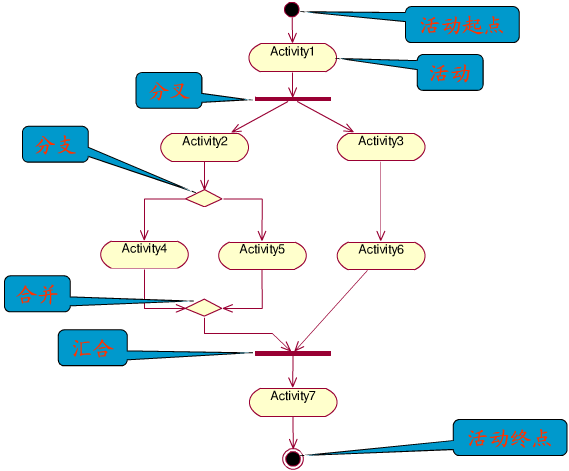 活动起点
Activity1
活动
分叉
Activity2
Activity3
分支
Activity4
Activity5
Activity6
合并
汇合
Activity7
活动终点